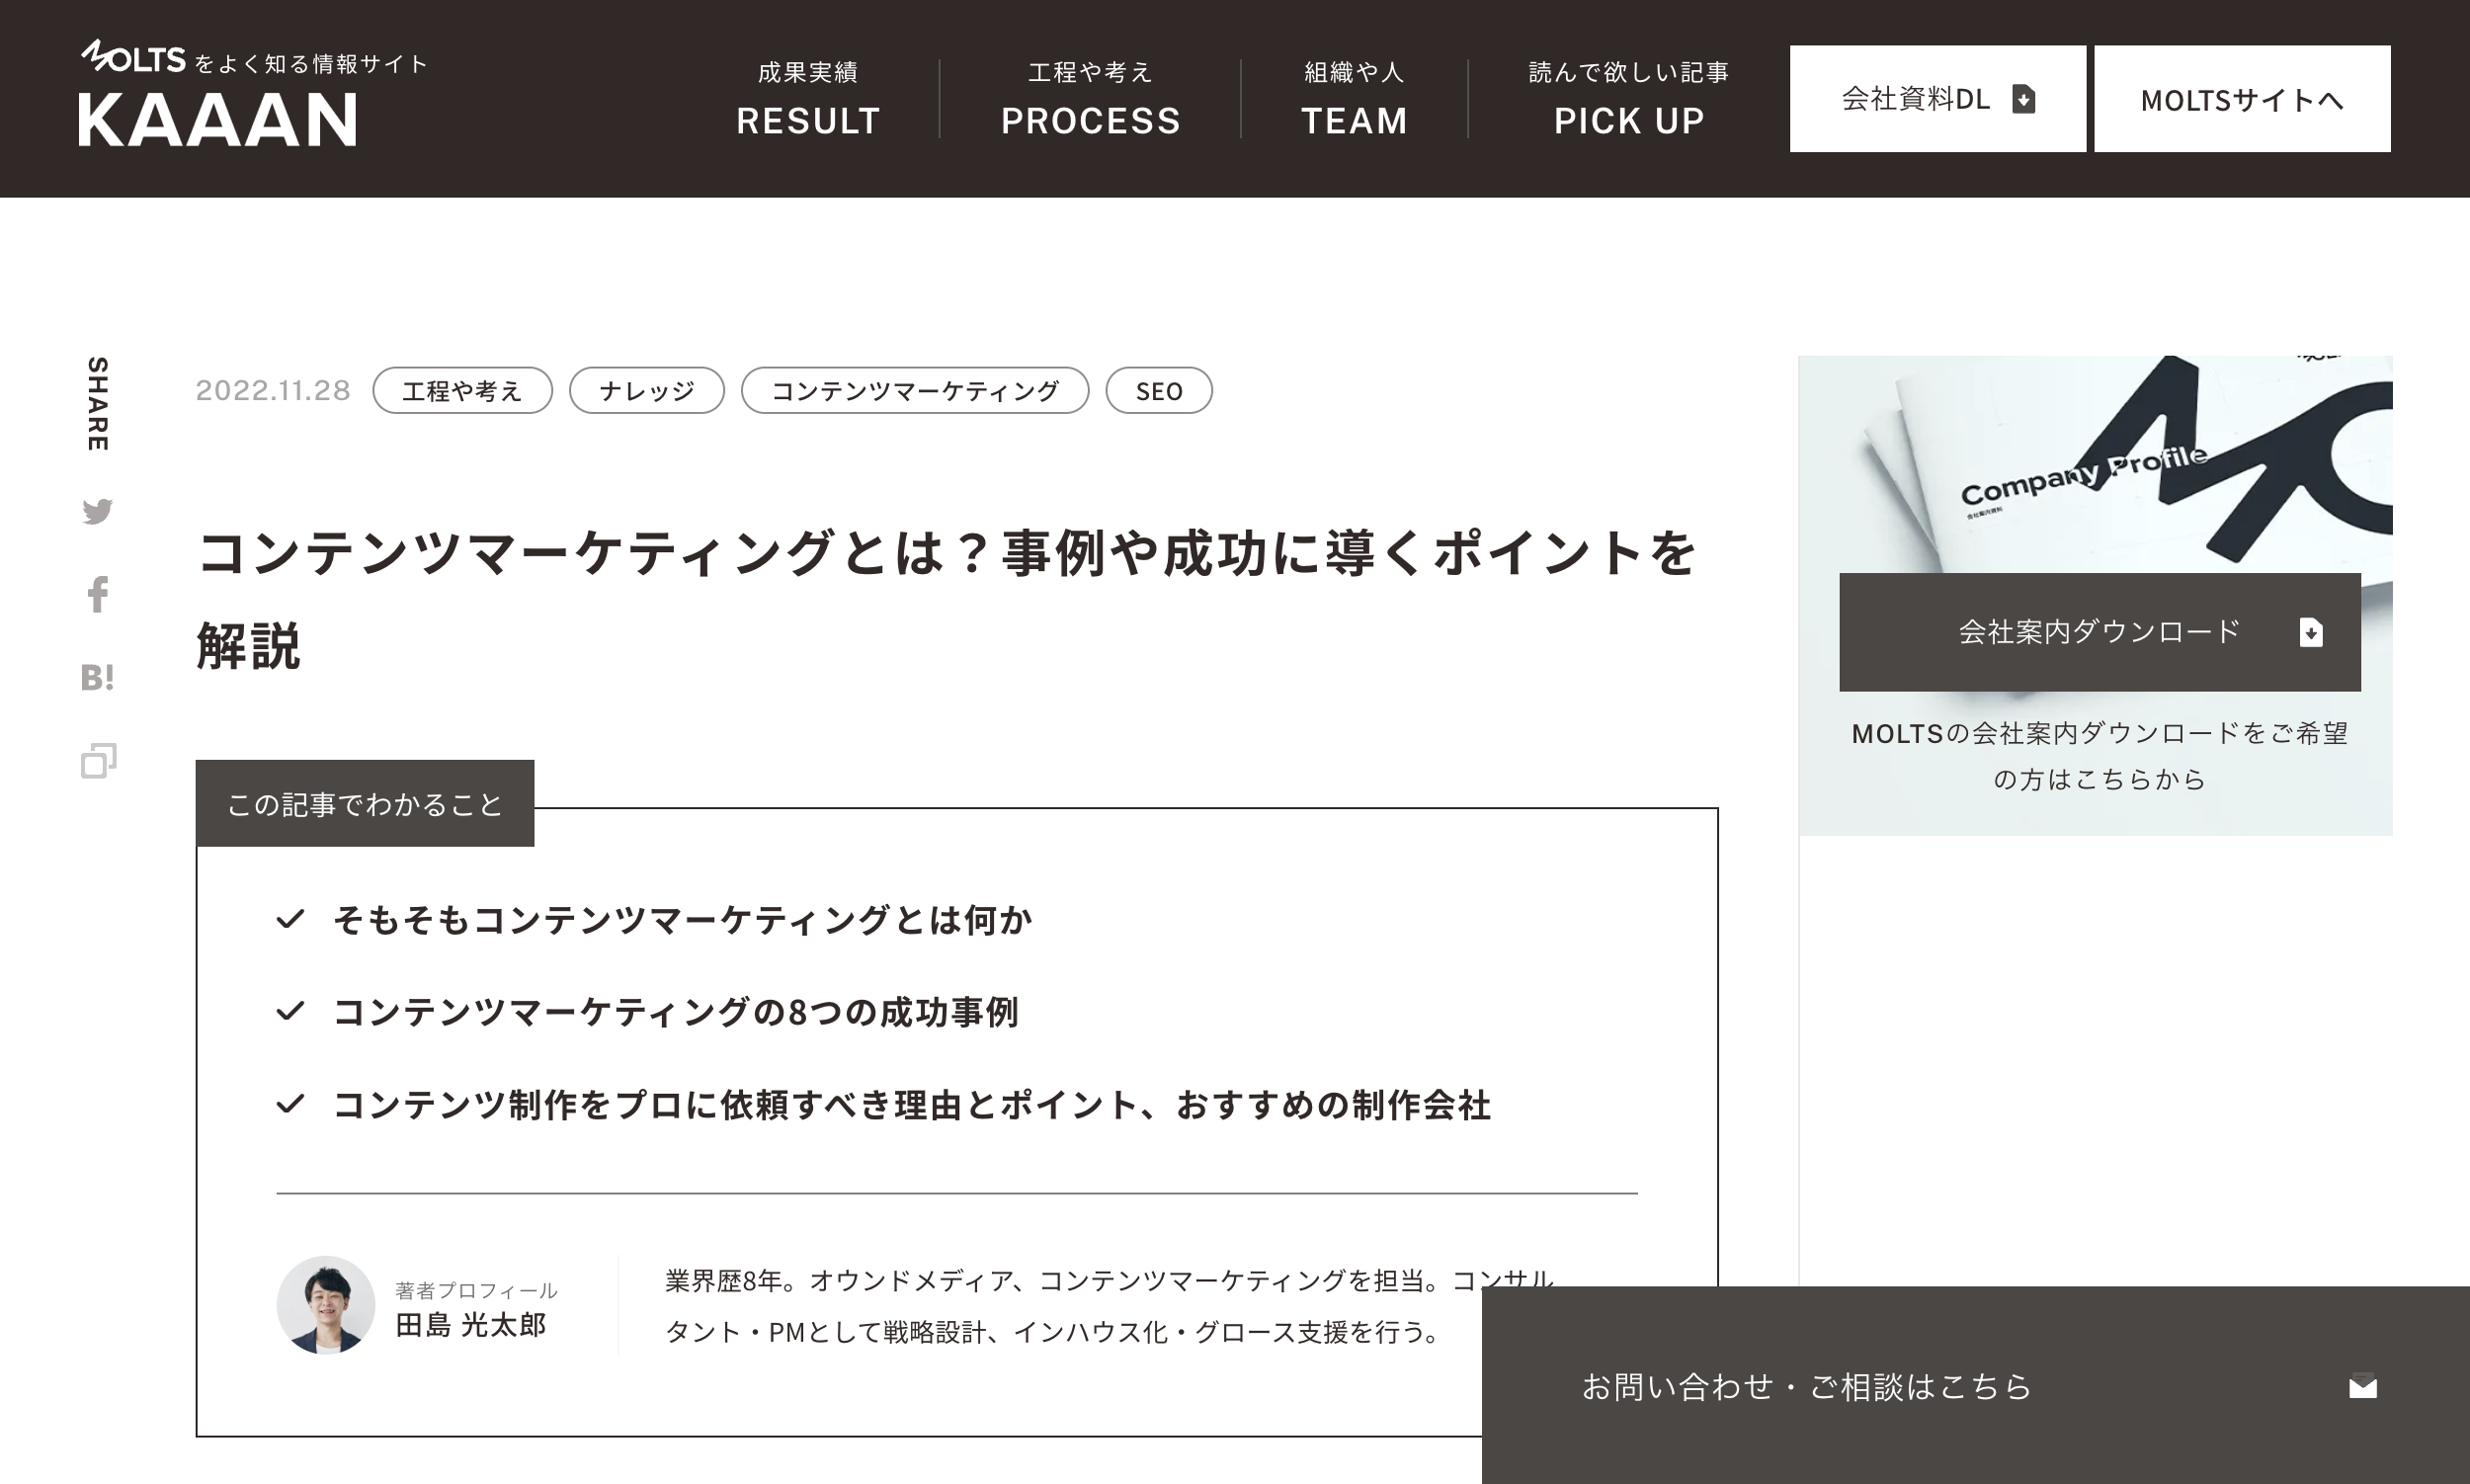 MOLTS をよく知る情報サイト
KAAAN
成果実績
RESULT
工程や考え
PROCESS
組織や人
TEAM
読んで欲しい記事
PICK UP
会社資料DL
MOLTSサイトへ
SHARE
B!
2022.11.28 工程や考え ナレッジ コンテンツマーケティング SEO
コンテンツマーケティングとは？事例や成功に導くポイントを
解説
この記事でわかること
そもそもコンテンツマーケティングとは何か
コンテンツマーケティングの8つの成功事例
コンテンツ制作をプロに依頼すべき理由とポイント、おすすめの制作会社
著者プロフィール
田島 光太郎
業界歴8年。オウンドメディア、コンテンツマーケティングを担当。コンサル
タント・PMとして戦略設計、インハウス化・グロース支援を行う。
Company Profile
会社案内資料
会社案内ダウンロード
MOLTSの会社案内ダウンロードをご希望
の方はこちらから
お問い合わせ・ご相談はこちら